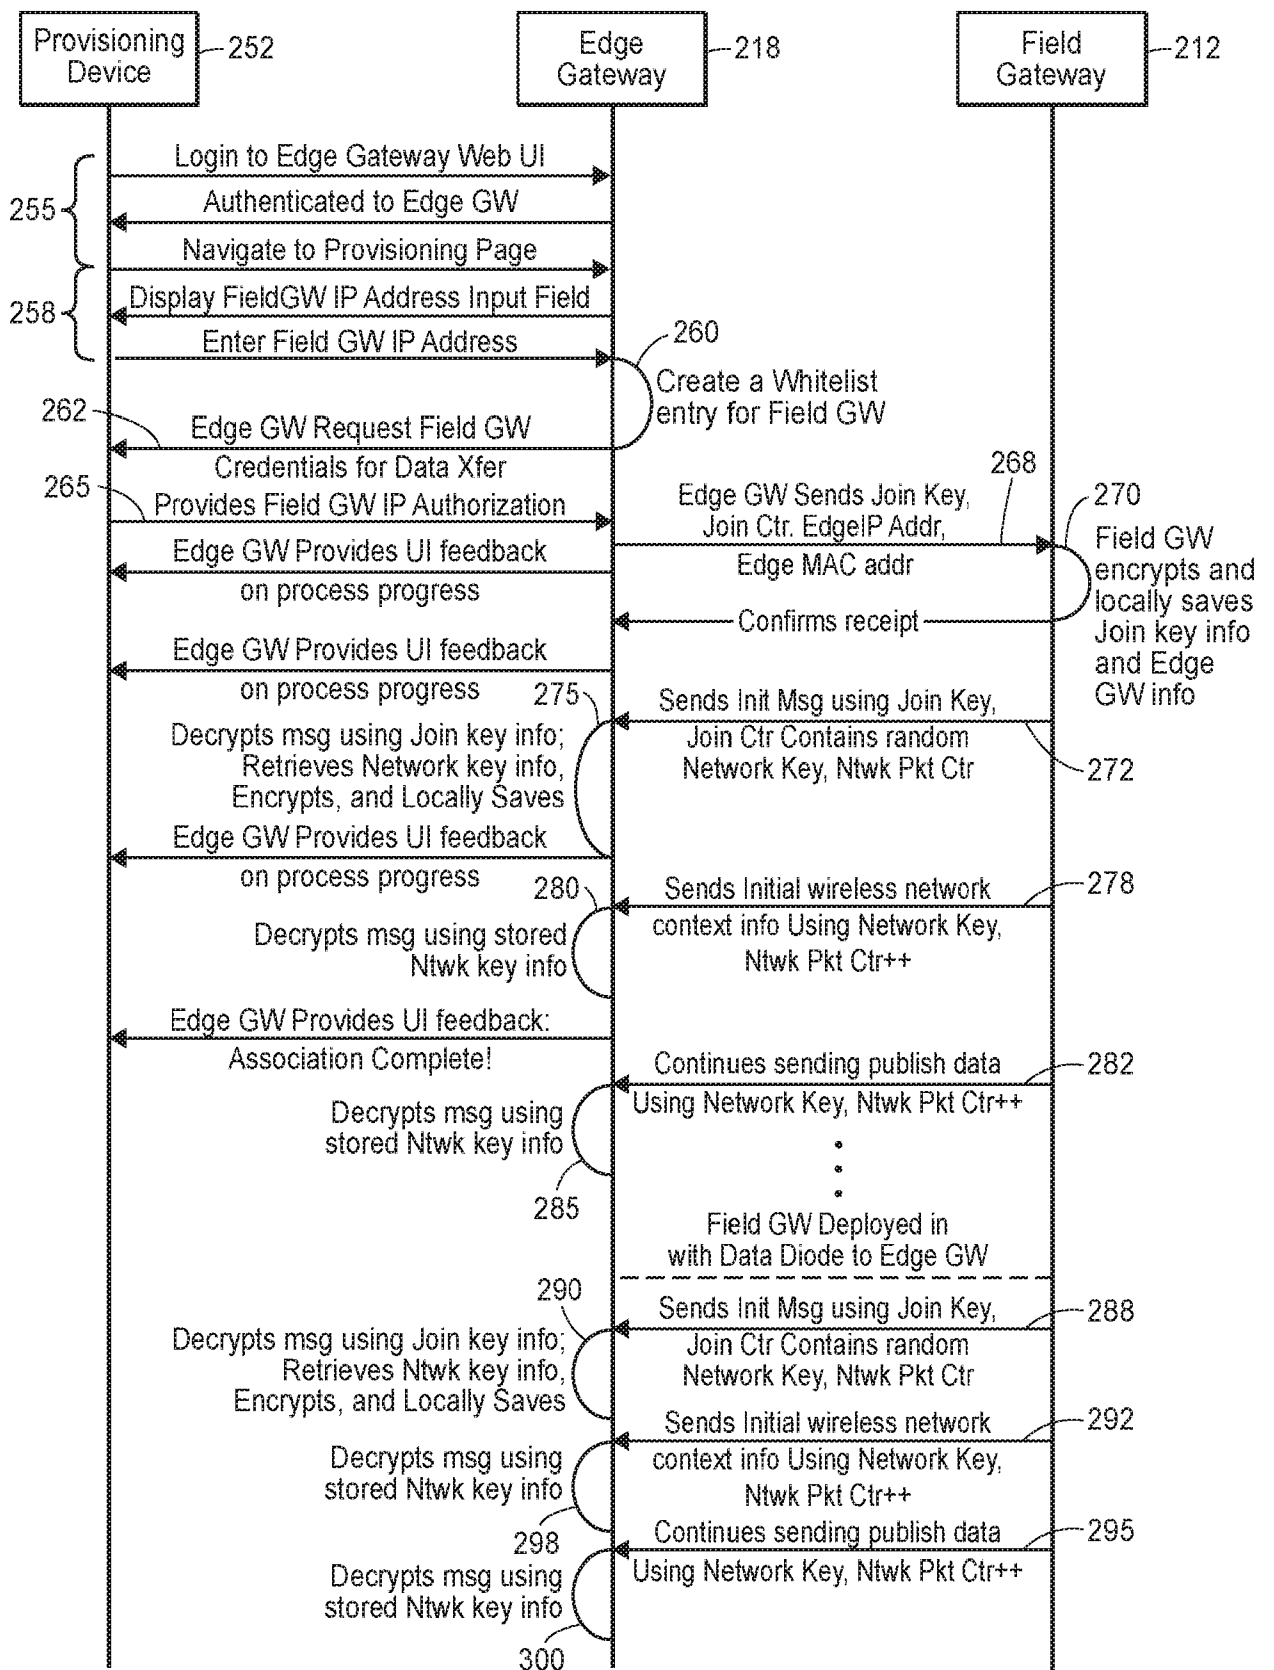 Provisioning
Device
252
Edge
Gateway
218
Field
Gateway
212
Login to Edge Gateway Web UI
255
Authenticated to Edge GW
Navigate to Provisioning Page
258
Display FieldGW IP Address Input Field
Enter Field GW IP Address
260
Create a Whitelist
entry for Field GW
262
Edge GW Request Field GW
Credentials for Data Xfer
265
Provides Field GW IP Authorization
268
Edge GW Sends Join Key,
Join Ctr. EdgeIP Addr,
Edge MAC addr
270
Field GW
encrypts and
locally saves
Join key info
and Edge
GW info
Edge GW Provides UI feedback
on process progress
Confirms receipt
Edge GW Provides UI feedback
on process progress
275
Sends Init Msg using Join Key,
Join Ctr Contains random
Network Key, Ntwk Pkt Ctr
272
Decrypts msg using Join key info;
Retrieves Network key info,
Encrypts, and Locally Saves
Edge GW Provides UI feedback
on process progress
280
Sends Initial wireless network
context info Using Network Key,
Ntwk Pkt Ctr++
278
Decrypts msg using stored
Ntwk key info
Edge GW Provides UI feedback:
Association Complete!
Continues sending publish data
Using Network Key, Ntwk Pkt Ctr++
282
Decrypts msg using
stored Ntwk key info
285
Field GW Deployed in
with Data Diode to Edge GW
290
Sends Init Msg using Join Key,
Join Ctr Contains random
Network Key, Ntwk Pkt Ctr
288
Decrypts msg using Join key info;
Retrieves Ntwk key info,
Encrypts, and Locally Saves
Sends Initial wireless network
context info Using Network Key,
Ntwk Pkt Ctr++
292
Decrypts msg using
stored Ntwk key info
298
Continues sending publish data
Using Network Key, Ntwk Pkt Ctr++
295
Decrypts msg using
stored Ntwk key info
300